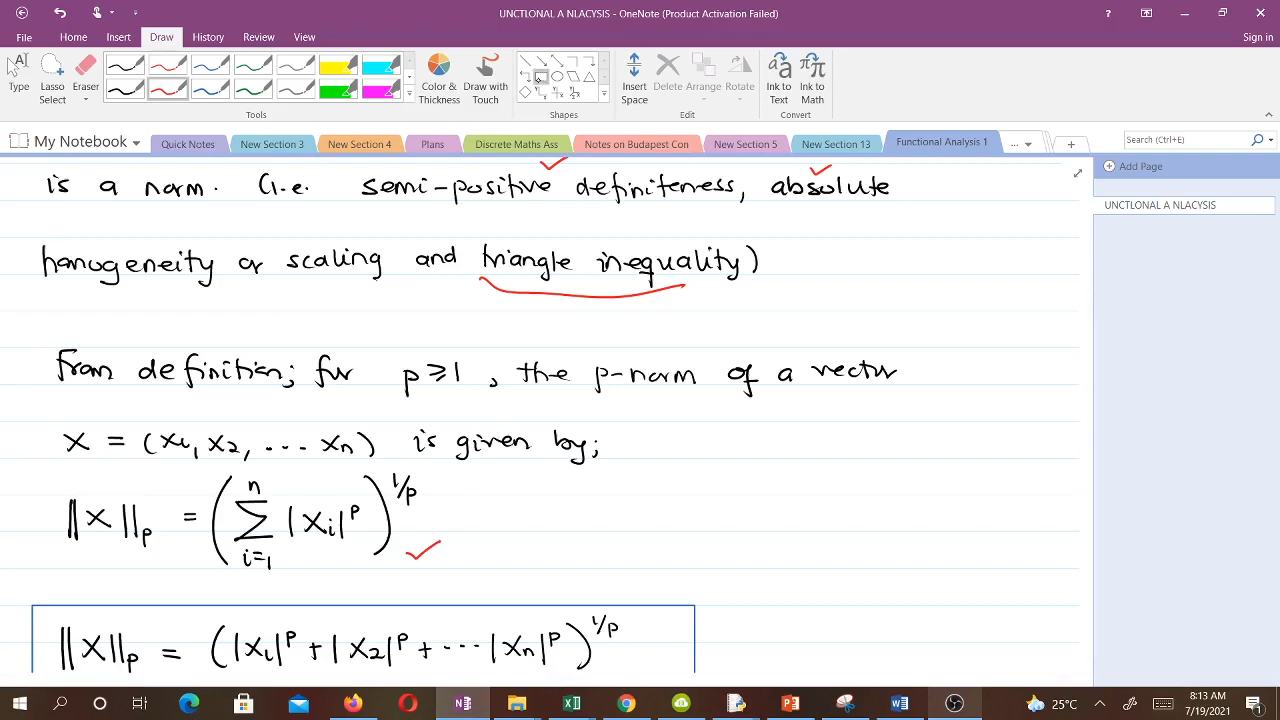 UNCTLONAL A NLACYSIS - OneNote (Product Activation Failed)
File Home Insert Draw History Review View
Sign in
Type Lasso Select Eraser Color & Thickness Draw with Touch Insert Space Delete Arrange Rotate Ink to Text Ink to Math
Tools Shapes Edit Convert
My Notebook Quick Notes New Section 3 New Section 4 Plans Discrete Maths Ass Notes on Budapest Con New Section 5 New Section 13 Functional Analysis 1 ... Search (Ctrl+E)
Add Page
UNCTLONAL A NLACYSIS
is a norm. (i.e. semi-positive definiteness, absolute
homogeneity or scaling and triangle inequality)
From definition; for p ≥ 1, the p-norm of a vector
X = (x₁, x₂, ... xₙ) is given by;
||X||ₚ = (∑ᵢ₌₁ⁿ |xᵢ|ᵖ)^1/p
||X||ₚ = (|x₁|ᵖ + |x₂|ᵖ + ... |xₙ|ᵖ)^1/p
25°C
8:13 AM
7/19/2021